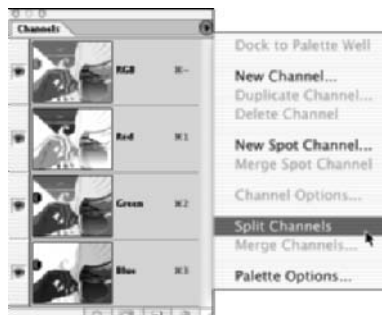 Channels
RGB ⌘~
Red ⌘1
Green ⌘2
Blue ⌘3
Dock to Palette Well
New Channel...
Duplicate Channel...
Delete Channel
New Spot Channel...
Merge Spot Channel
Channel Options...
Split Channels
Merge Channels...
Palette Options...